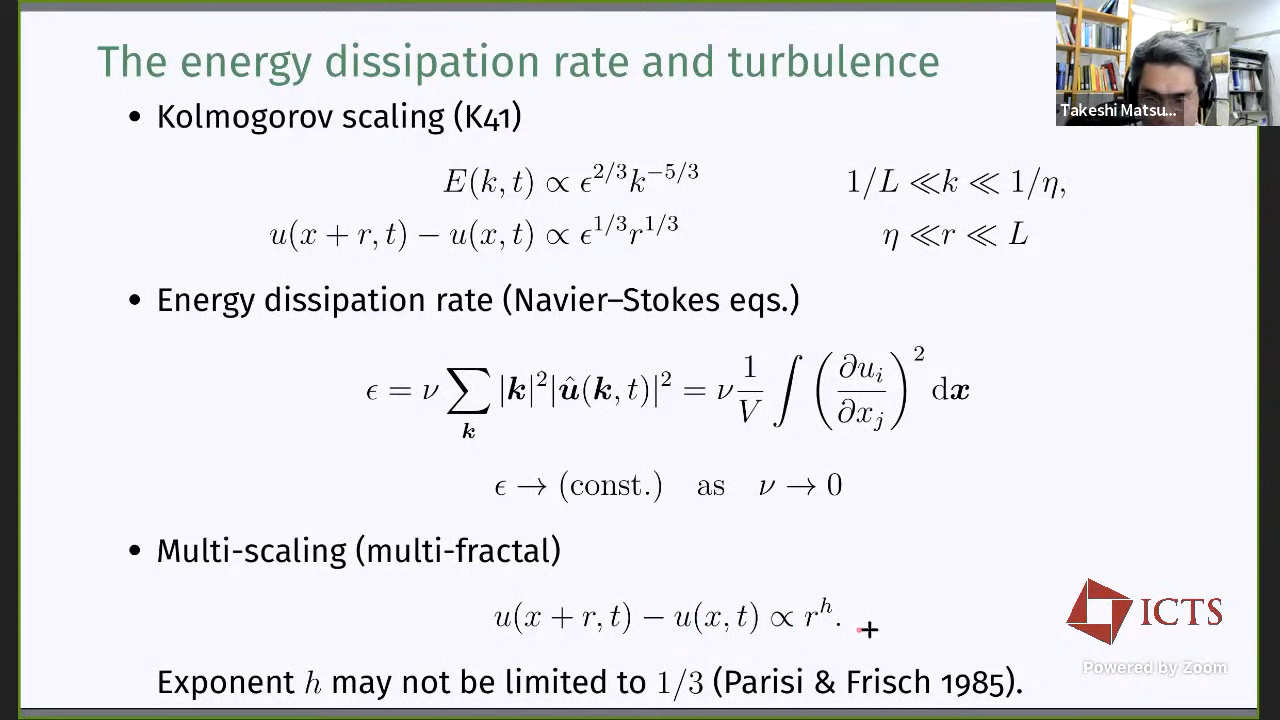 The energy dissipation rate and turbulence
Takeshi Matsu...
• Kolmogorov scaling (K41)
E(k, t) ∝ ϵ^{2/3} k^{-5/3}    1/L ≪ k ≪ 1/η,
u(x + r, t) − u(x, t) ∝ ϵ^{1/3} r^{1/3}    η ≪ r ≪ L
• Energy dissipation rate (Navier–Stokes eqs.)
ϵ = ν ∑_{k} |k|² |û(k, t)|² = ν \frac{1}{V} ∫ (\frac{∂u_i}{∂x_j})² dx
ϵ → (const.)  as  ν → 0
• Multi-scaling (multi-fractal)
u(x + r, t) − u(x, t) ∝ r^h.
ICTS
Powered by Zoom
Exponent h may not be limited to 1/3 (Parisi & Frisch 1985).